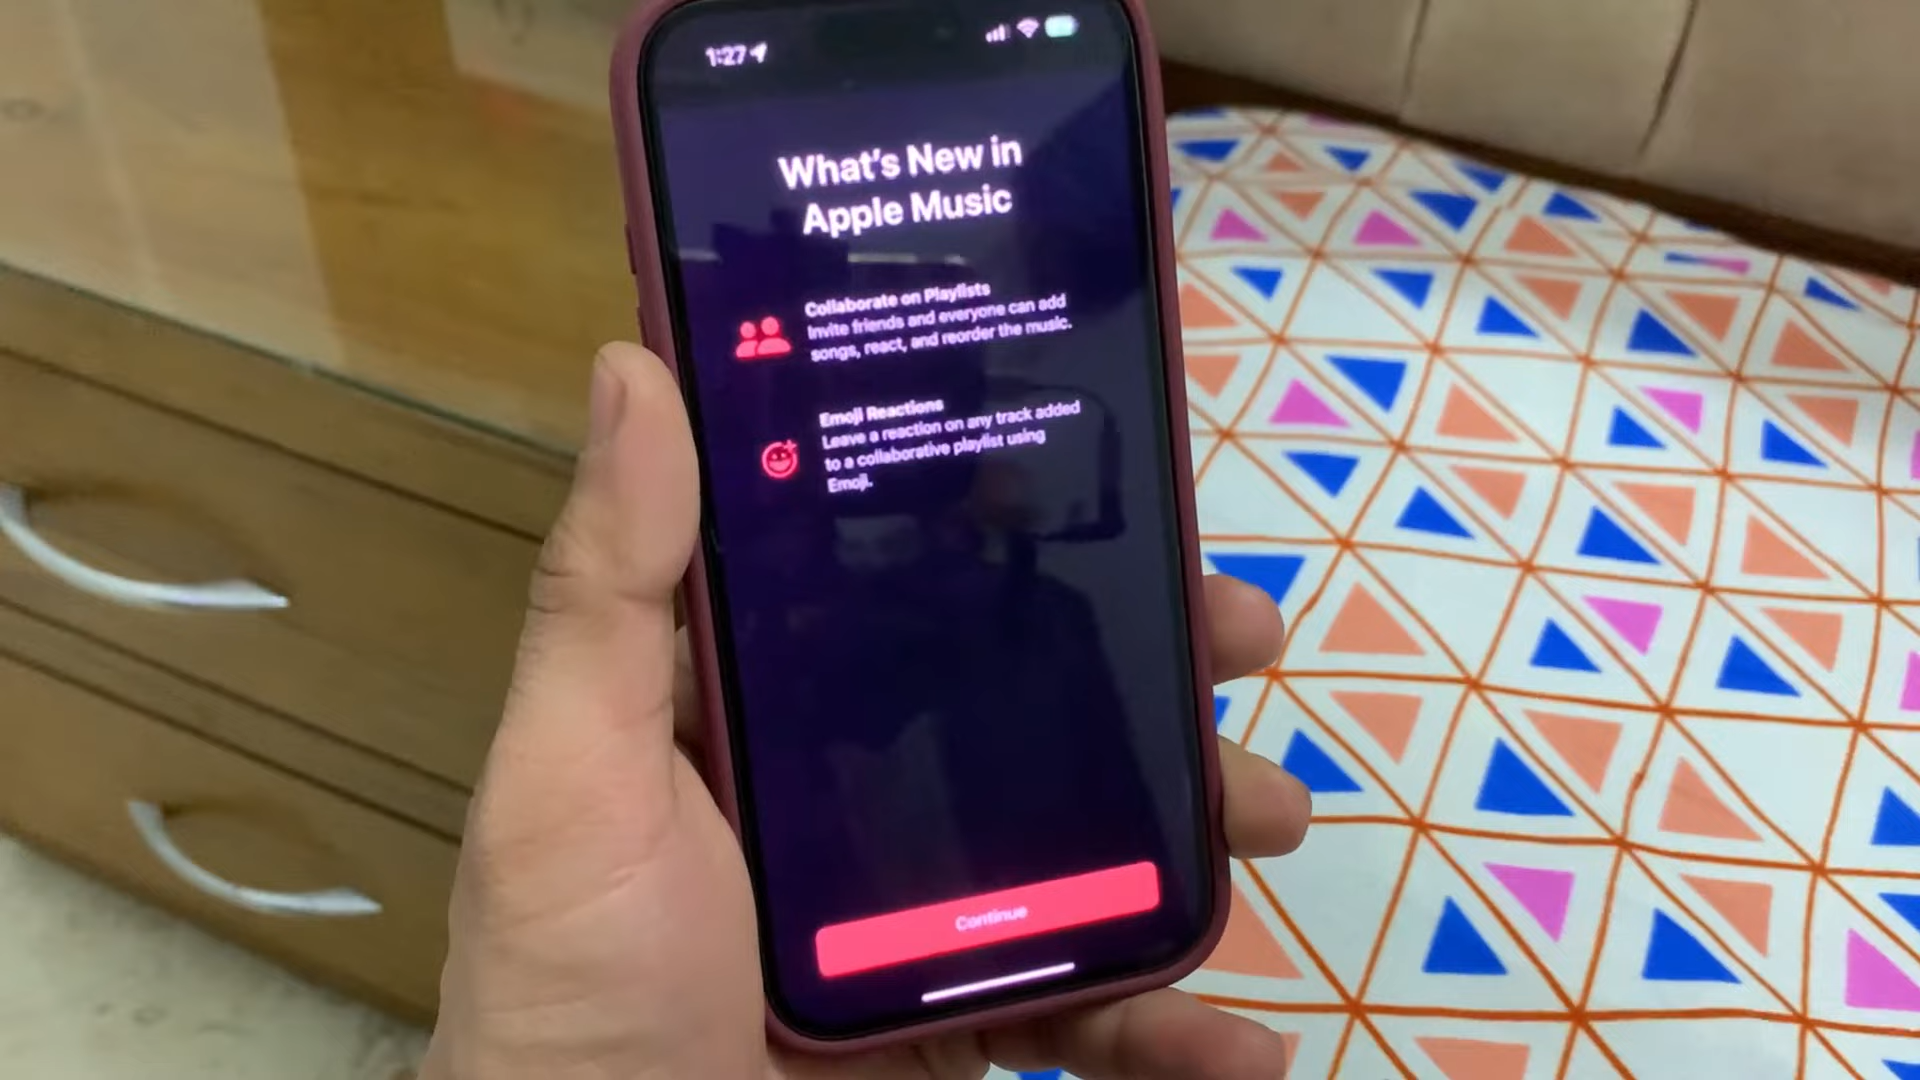 1:27
What's New in
Apple Music
Collaborate on Playlists
Invite friends and everyone can add
songs, react, and reorder the music.
Emoji Reactions
Leave a reaction on any track added
to a collaborative playlist using
Emoji.
Continue